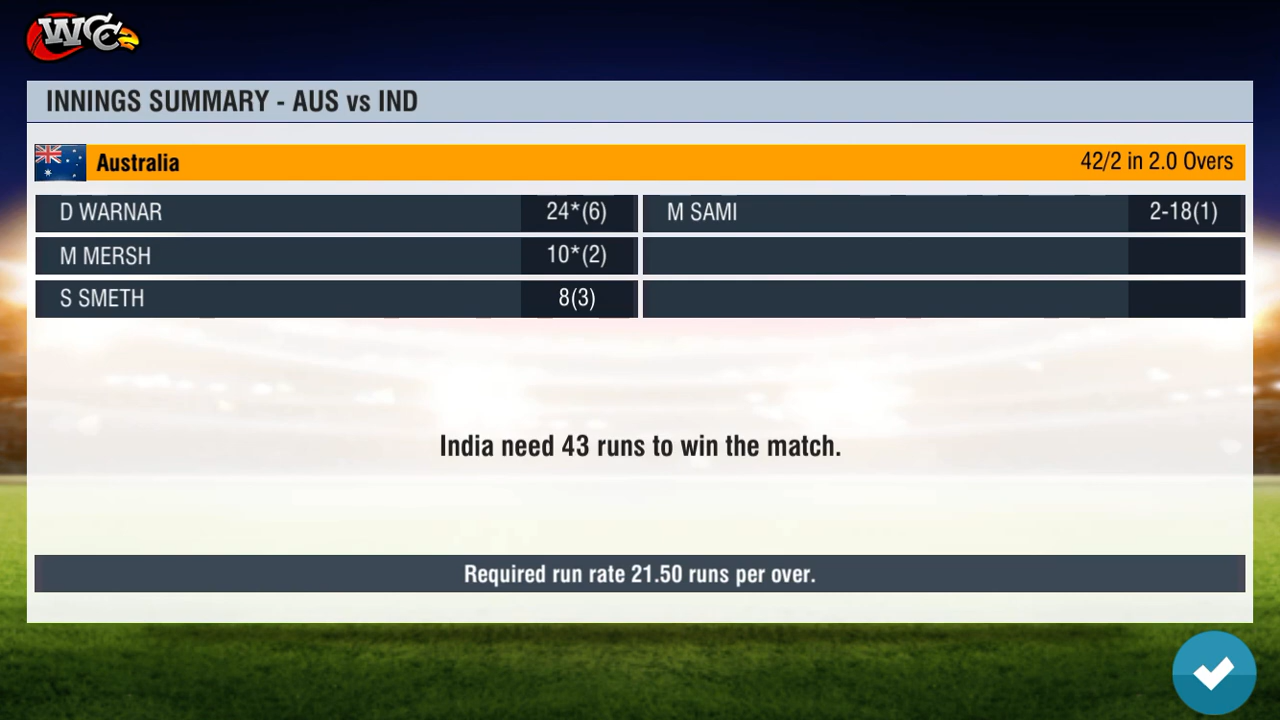 WCC
INNINGS SUMMARY - AUS vs IND
Australia 42/2 in 2.0 Overs
D WARNAR 24*(6) M SAMI 2-18(1)
M MERSH 10*(2)
S SMETH 8(3)
India need 43 runs to win the match.
Required run rate 21.50 runs per over.